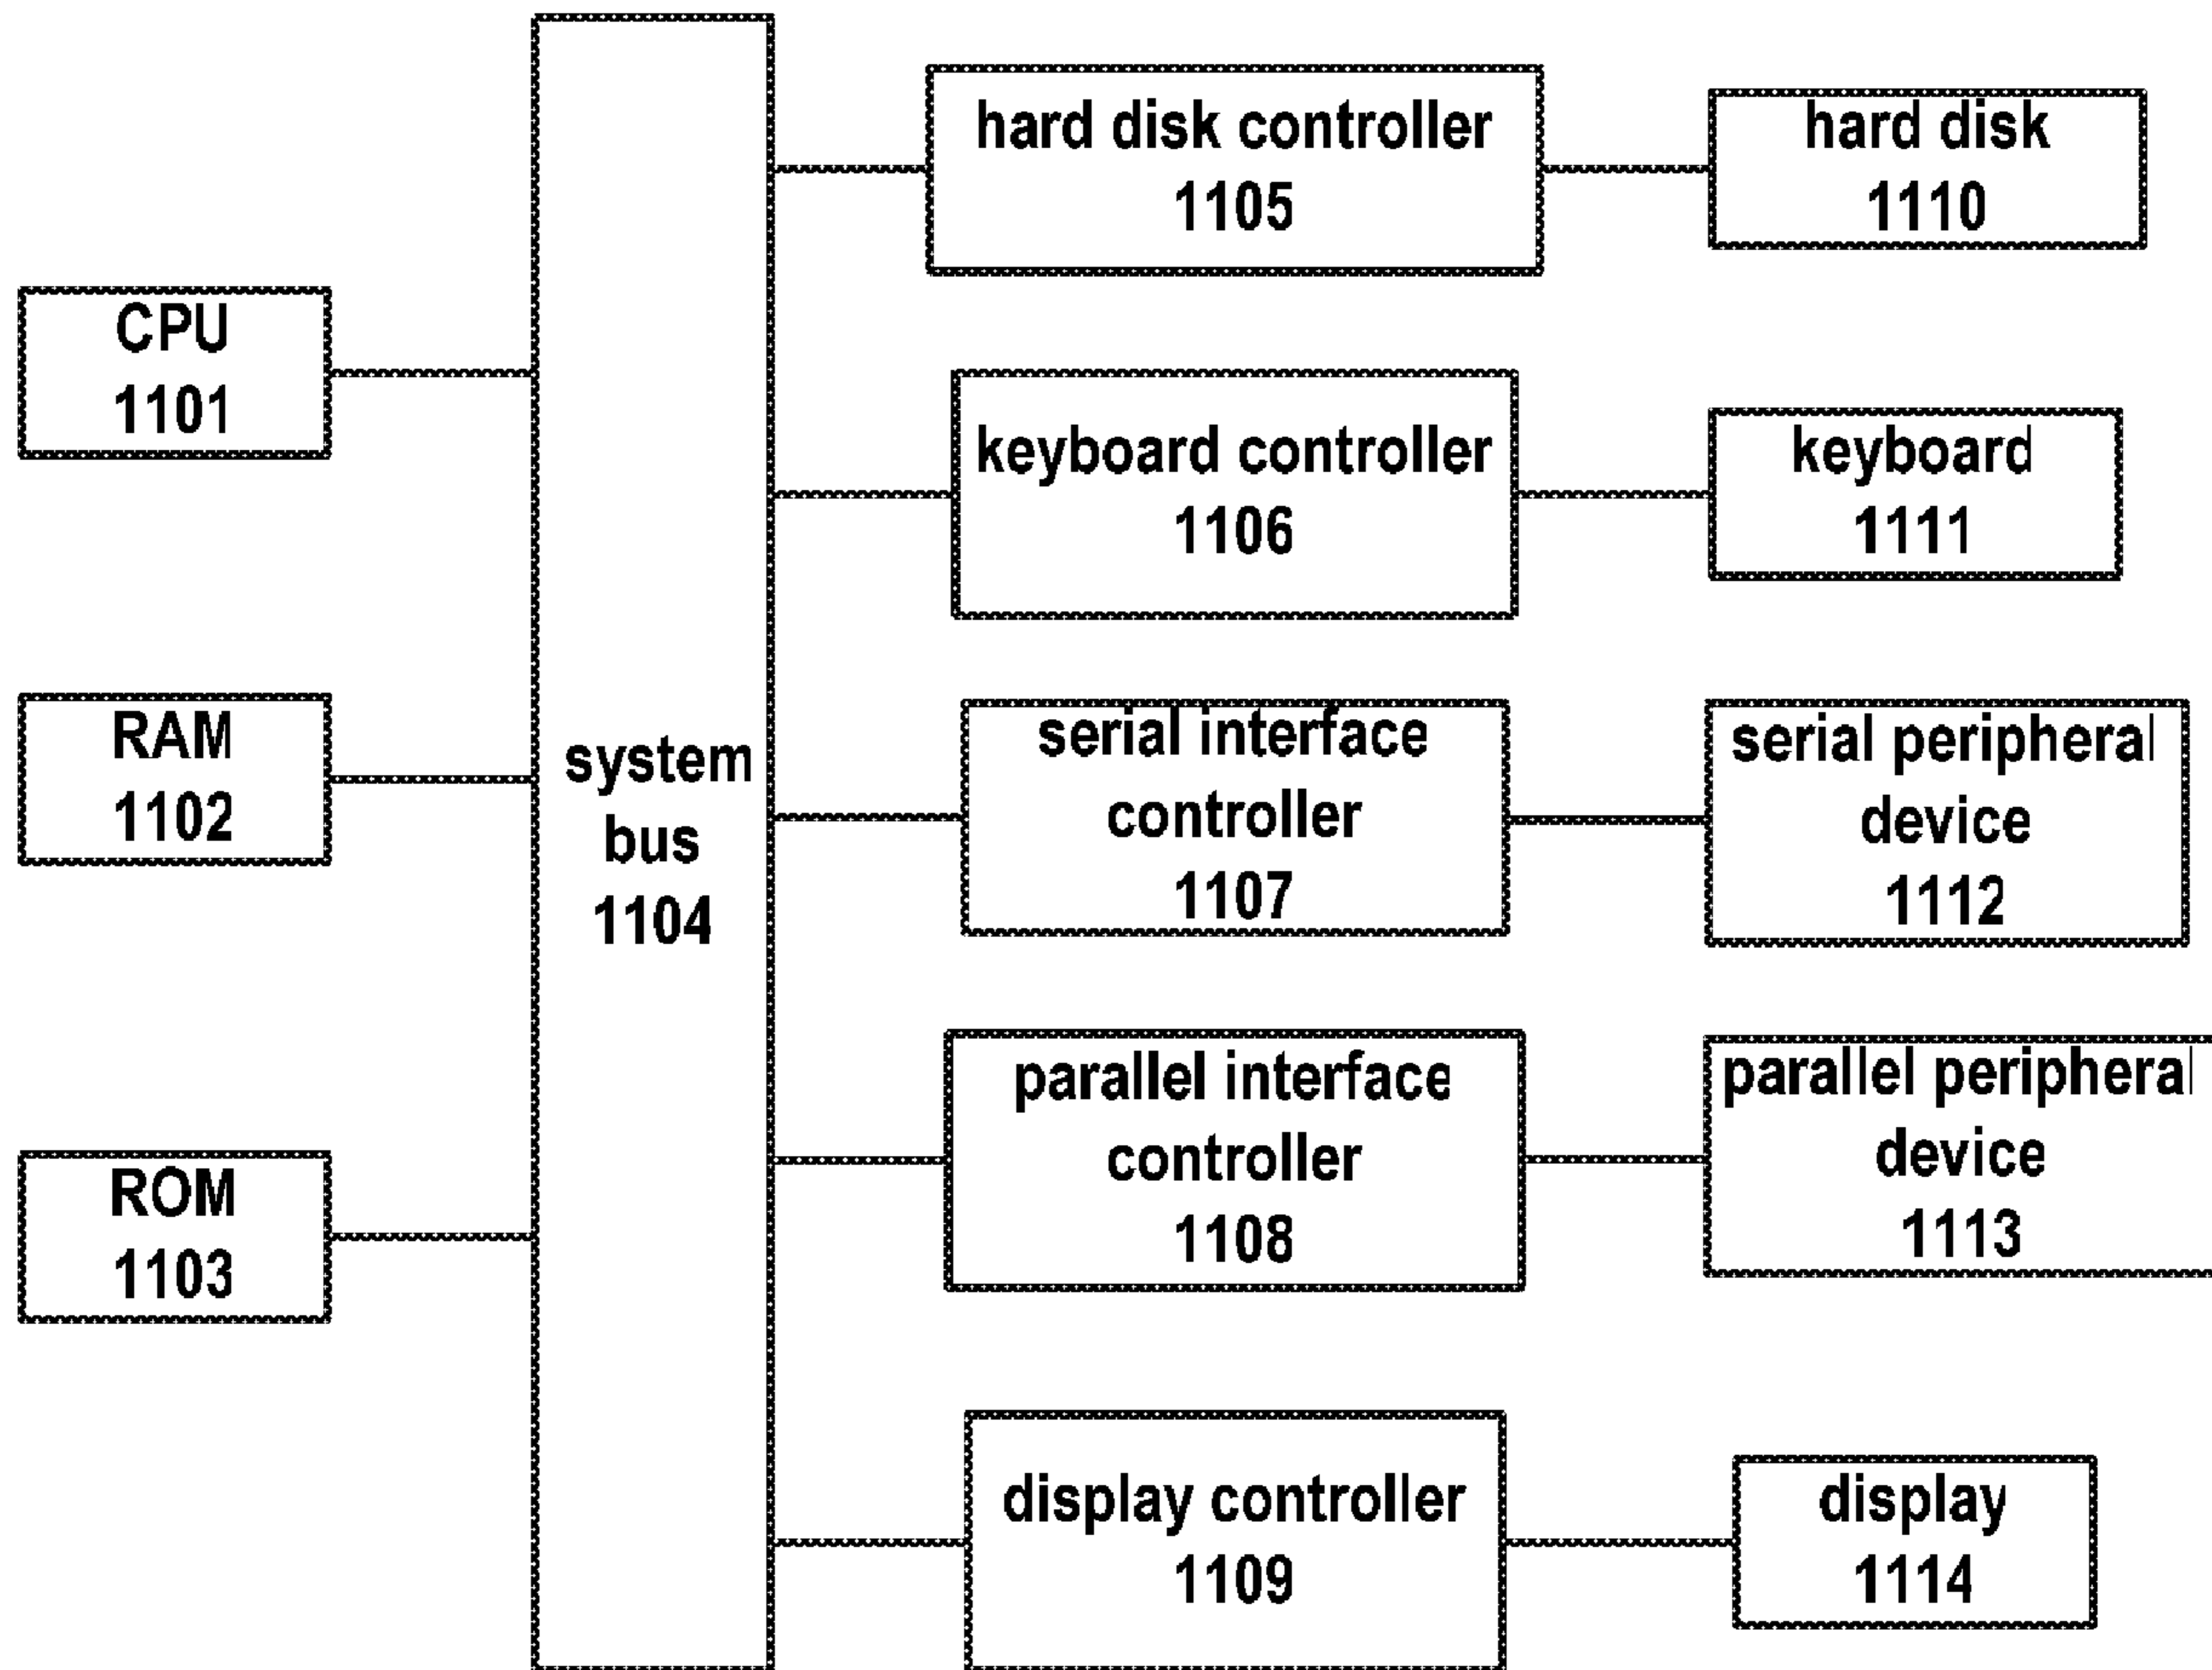 CPU
1101
RAM
1102
ROM
1103
system
bus
1104
hard disk controller
1105
hard disk
1110
keyboard controller
1106
keyboard
1111
serial interface
controller
1107
serial peripheral
device
1112
parallel interface
controller
1108
parallel peripheral
device
1113
display controller
1109
display
1114